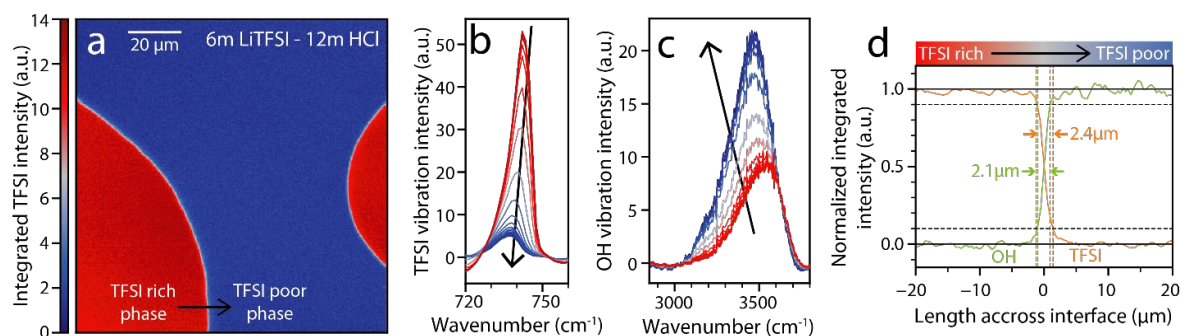 a
Integrated TFSI intensity (a.u.)
14
12
10
8
6
4
2
0
20 µm
6m LiTFSI - 12m HCl
TFSI rich
phase
TFSI poor
phase
b
TFSI vibration intensity (a.u.)
50
40
30
20
10
0
720
750
Wavenumber (cm⁻¹)
c
OH vibration intensity (a.u.)
20
15
10
5
0
3000
3500
Wavenumber (cm⁻¹)
d
TFSI rich
TFSI poor
Normalized integrated
intensity (a.u.)
1.0
0.5
0.0
2.4µm
2.1µm
OH
TFSI
−20
−10
0
10
20
Length accross interface (µm)